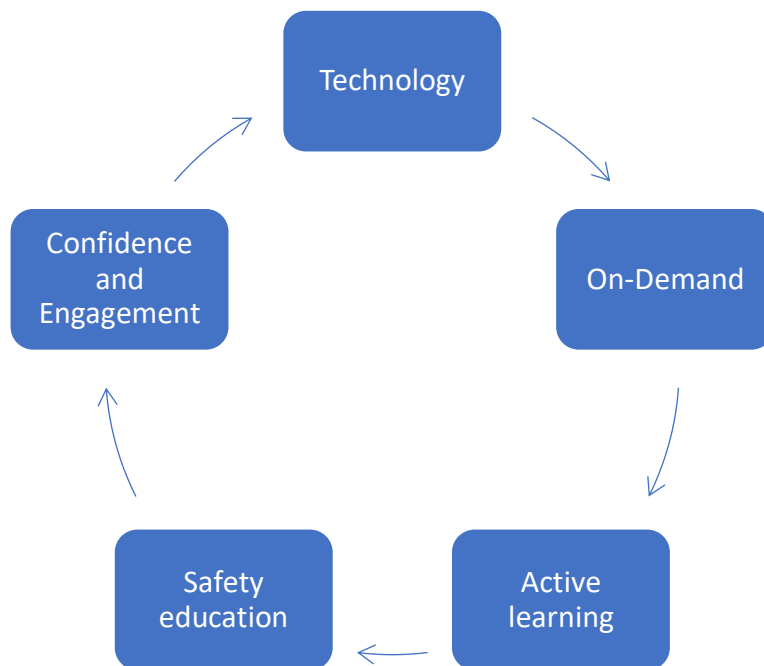 Technology
On-Demand
Active
learning
Safety
education
Confidence
and
Engagement